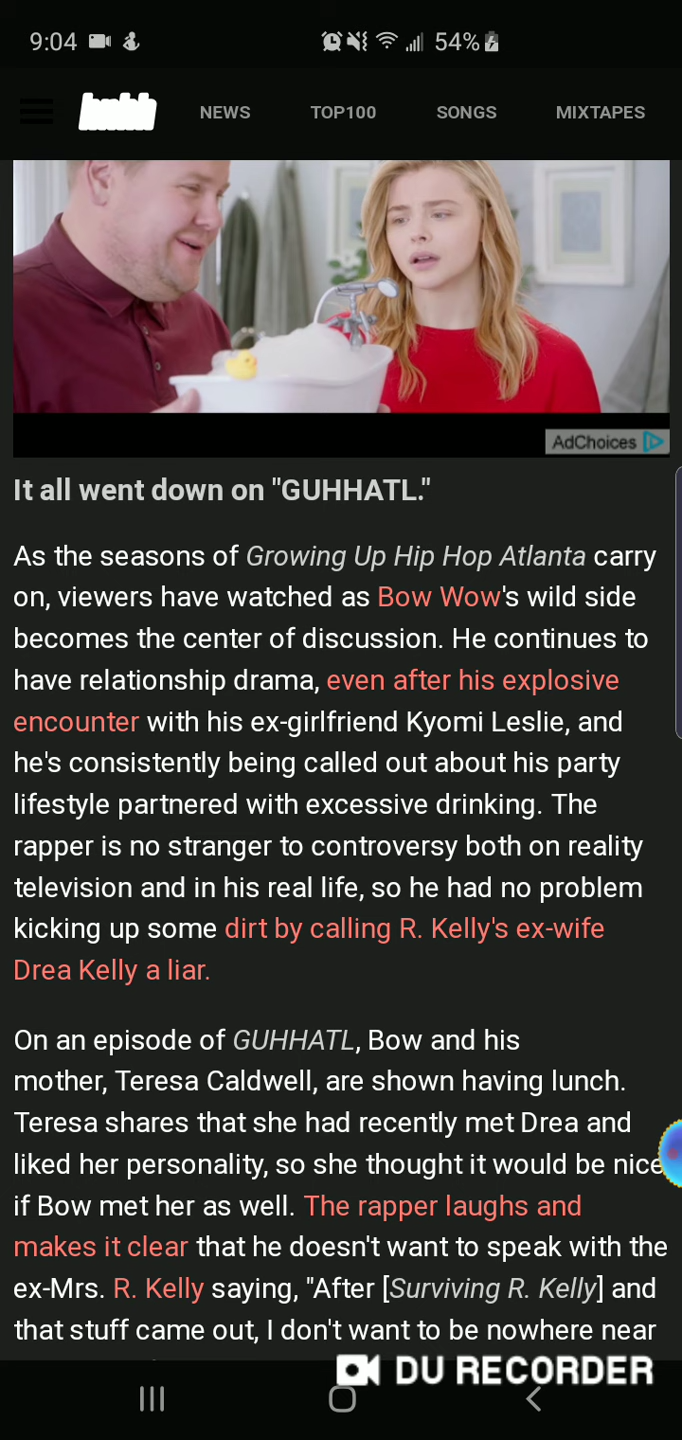 9:04 54%
NEWS TOP100 SONGS MIXTAPES
AdChoices
It all went down on "GUHHATL."
As the seasons of Growing Up Hip Hop Atlanta carry
on, viewers have watched as Bow Wow's wild side
becomes the center of discussion. He continues to
have relationship drama, even after his explosive
encounter with his ex-girlfriend Kyomi Leslie, and
he's consistently being called out about his party
lifestyle partnered with excessive drinking. The
rapper is no stranger to controversy both on reality
television and in his real life, so he had no problem
kicking up some dirt by calling R. Kelly's ex-wife
Drea Kelly a liar.
On an episode of GUHHATL, Bow and his
mother, Teresa Caldwell, are shown having lunch.
Teresa shares that she had recently met Drea and
liked her personality, so she thought it would be nice
if Bow met her as well. The rapper laughs and
makes it clear that he doesn't want to speak with the
ex-Mrs. R. Kelly saying, "After [Surviving R. Kelly] and
that stuff came out, I don't want to be nowhere near
DU RECORDER